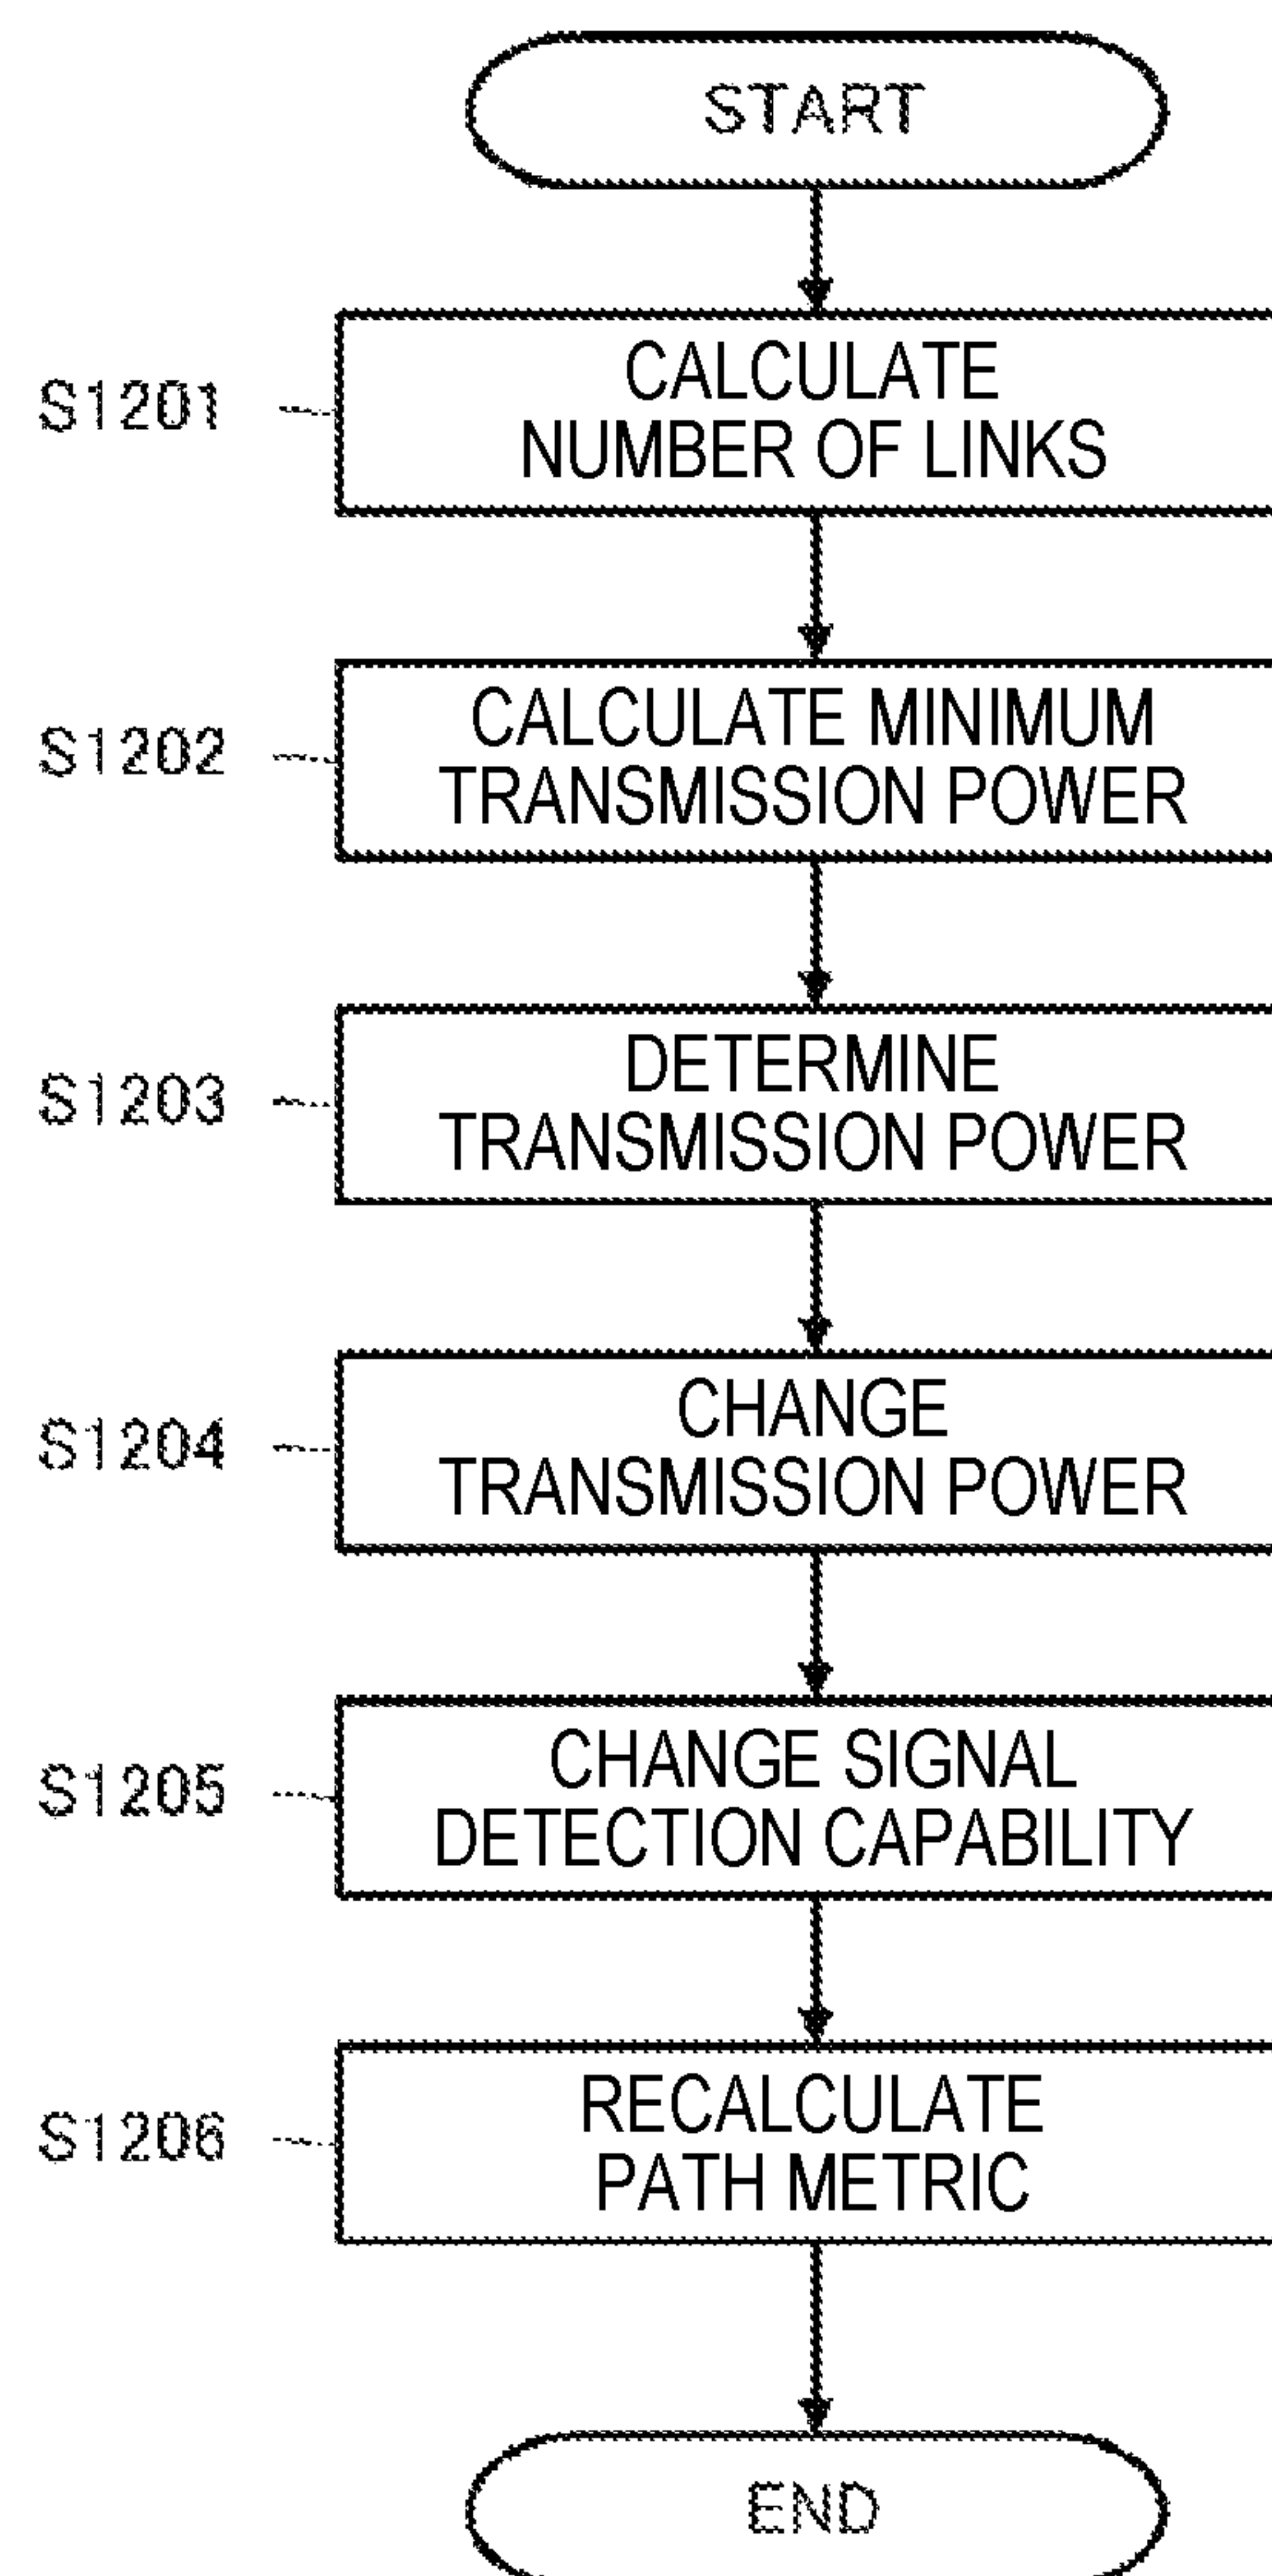 START
S1201
CALCULATE
NUMBER OF LINKS
S1202
CALCULATE MINIMUM
TRANSMISSION POWER
S1203
DETERMINE
TRANSMISSION POWER
S1204
CHANGE
TRANSMISSION POWER
S1205
CHANGE SIGNAL
DETECTION CAPABILITY
S1206
RECALCULATE
PATH METRIC
END